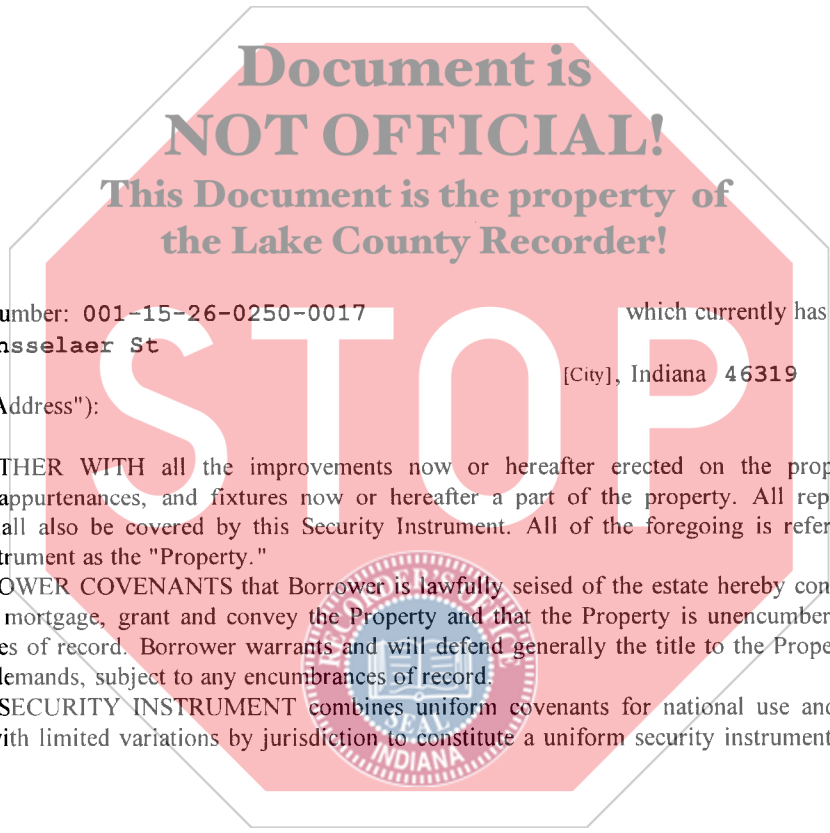 Document is
NOT OFFICIAL!
This Document is the property of
the Lake County Recorder!
umber: 001-15-26-0250-0017 which currently has
nsselaer St
[City], Indiana 46319
Address"):
STOP
THER WITH all the improvements now or hereafter erected on the prop
appurtenances, and fixtures now or hereafter a part of the property. All rep
all also be covered by this Security Instrument. All of the foregoing is refer
trument as the "Property."
OWER COVENANTS that Borrower is lawfully seised of the estate hereby con
mortgage, grant and convey the Property and that the Property is unencumber
es of record. Borrower warrants and will defend generally the title to the Prope
lemands, subject to any encumbrances of record.
SECURITY INSTRUMENT combines uniform covenants for national use and
vith limited variations by jurisdiction to constitute a uniform security instrument
RECORDER'S OFFICE
SEAL
INDIANA